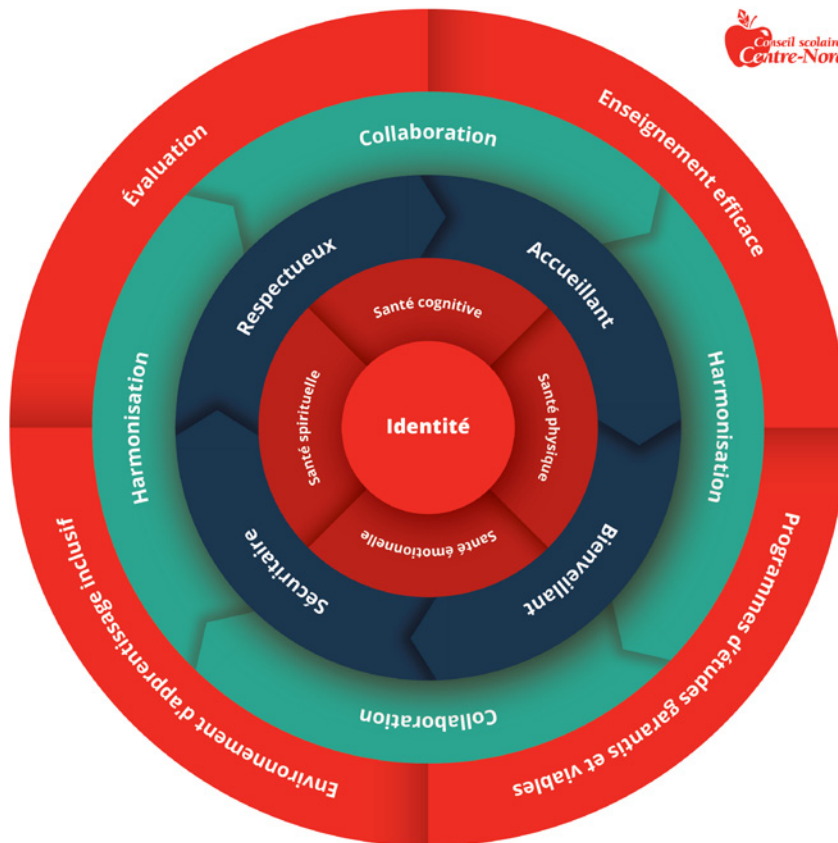 Conseil scolaire
Centre-Nord
Évaluation
Enseignement efficace
Programmes d'études garantis et viables
Environnement d'apprentissage inclusif
Collaboration
Harmonisation
Collaboration
Harmonisation
Respectueux
Accueillant
Bienveillant
Sécuritaire
Santé cognitive
Santé physique
Santé émotionnelle
Santé spirituelle
Identité